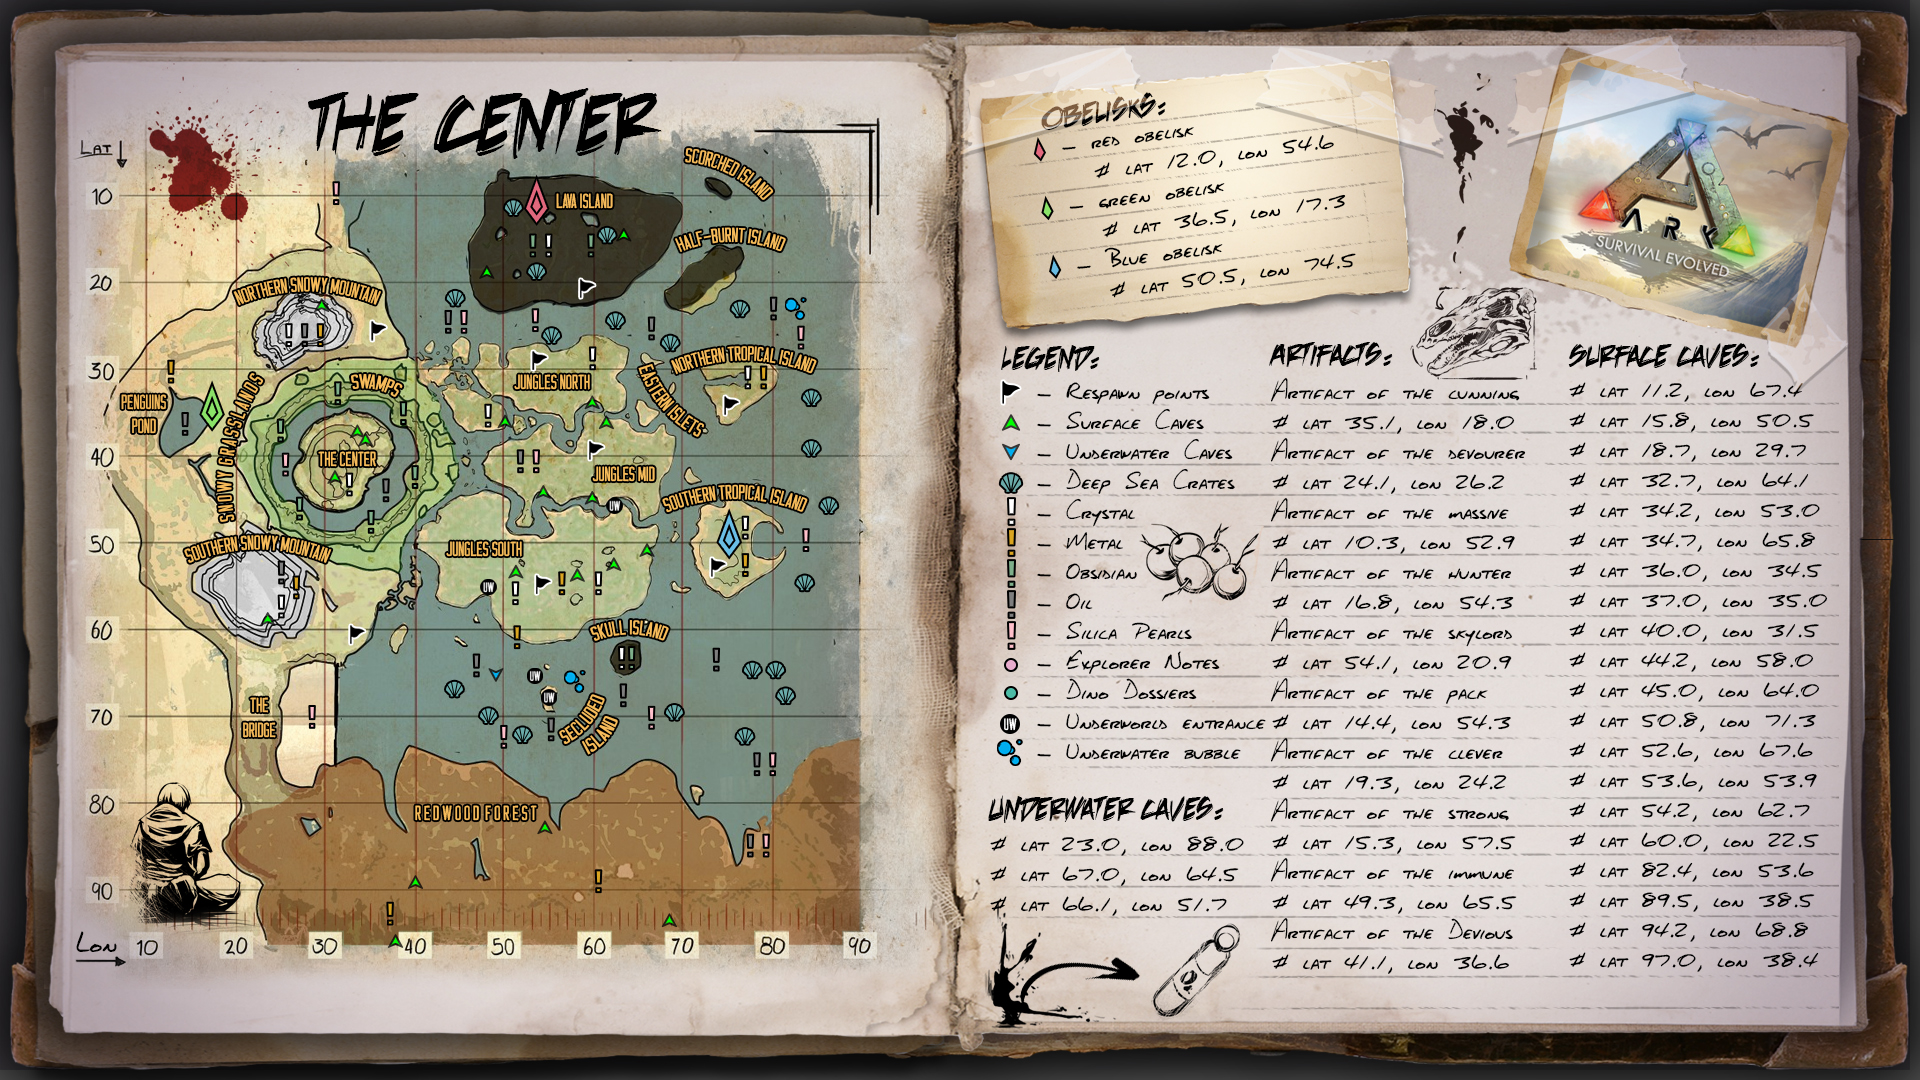 THE CENTER
LAT
10
20
30
40
50
60
70
80
90
LON
10
20
30
40
50
60
70
80
90
SCORCHED ISLAND
LAVA ISLAND
HALF-BURNT ISLAND
NORTHERN SNOWY MOUNTAIN
NORTHERN TROPICAL ISLAND
JUNGLES NORTH
SWAMPS
EASTERN ISLETS
PENGUINS
POND
SNOWY GRASSLANDS
THE CENTER
JUNGLES MID
SOUTHERN TROPICAL ISLAND
UW
JUNGLES SOUTH
SOUTHERN SNOWY MOUNTAIN
UW
SKULL ISLAND
UW
UW
SECLUDED
ISLAND
THE
BRIDGE
REDWOOD FOREST
OBELISKS:
– RED OBELISK
# LAT 12.0, LON 54.6
– GREEN OBELISK
# LAT 36.5, LON 17.3
– BLUE OBELISK
# LAT 50.5, LON 74.5
ARK
SURVIVAL EVOLVED
LEGEND:
– RESPAWN POINTS
– SURFACE CAVES
– UNDERWATER CAVES
– DEEP SEA CRATES
– CRYSTAL
– METAL
– OBSIDIAN
– OIL
– SILICA PEARLS
– EXPLORER NOTES
– DINO DOSSIERS
UW – UNDERWORLD ENTRANCE
– UNDERWATER BUBBLE
UNDERWATER CAVES:
# LAT 23.0, LON 88.0
# LAT 67.0, LON 64.5
# LAT 66.1, LON 51.7
ARTIFACTS:
ARTIFACT OF THE CUNNING
# LAT 35.1, LON 18.0
ARTIFACT OF THE DEVOURER
# LAT 24.1, LON 26.2
ARTIFACT OF THE MASSIVE
# LAT 10.3, LON 52.9
ARTIFACT OF THE HUNTER
# LAT 16.8, LON 54.3
ARTIFACT OF THE SKYLORD
# LAT 54.1, LON 20.9
ARTIFACT OF THE PACK
# LAT 14.4, LON 54.3
ARTIFACT OF THE CLEVER
# LAT 19.3, LON 24.2
ARTIFACT OF THE STRONG
# LAT 15.3, LON 57.5
ARTIFACT OF THE IMMUNE
# LAT 49.3, LON 65.5
ARTIFACT OF THE DEVIOUS
# LAT 41.1, LON 36.6
SURFACE CAVES:
# LAT 11.2, LON 67.4
# LAT 15.8, LON 50.5
# LAT 18.7, LON 29.7
# LAT 32.7, LON 64.1
# LAT 34.2, LON 53.0
# LAT 34.7, LON 65.8
# LAT 36.0, LON 34.5
# LAT 37.0, LON 35.0
# LAT 40.0, LON 31.5
# LAT 44.2, LON 58.0
# LAT 45.0, LON 64.0
# LAT 50.8, LON 71.3
# LAT 52.6, LON 67.6
# LAT 53.6, LON 53.9
# LAT 54.2, LON 62.7
# LAT 60.0, LON 22.5
# LAT 82.4, LON 53.6
# LAT 89.5, LON 38.5
# LAT 94.2, LON 68.8
# LAT 97.0, LON 38.4